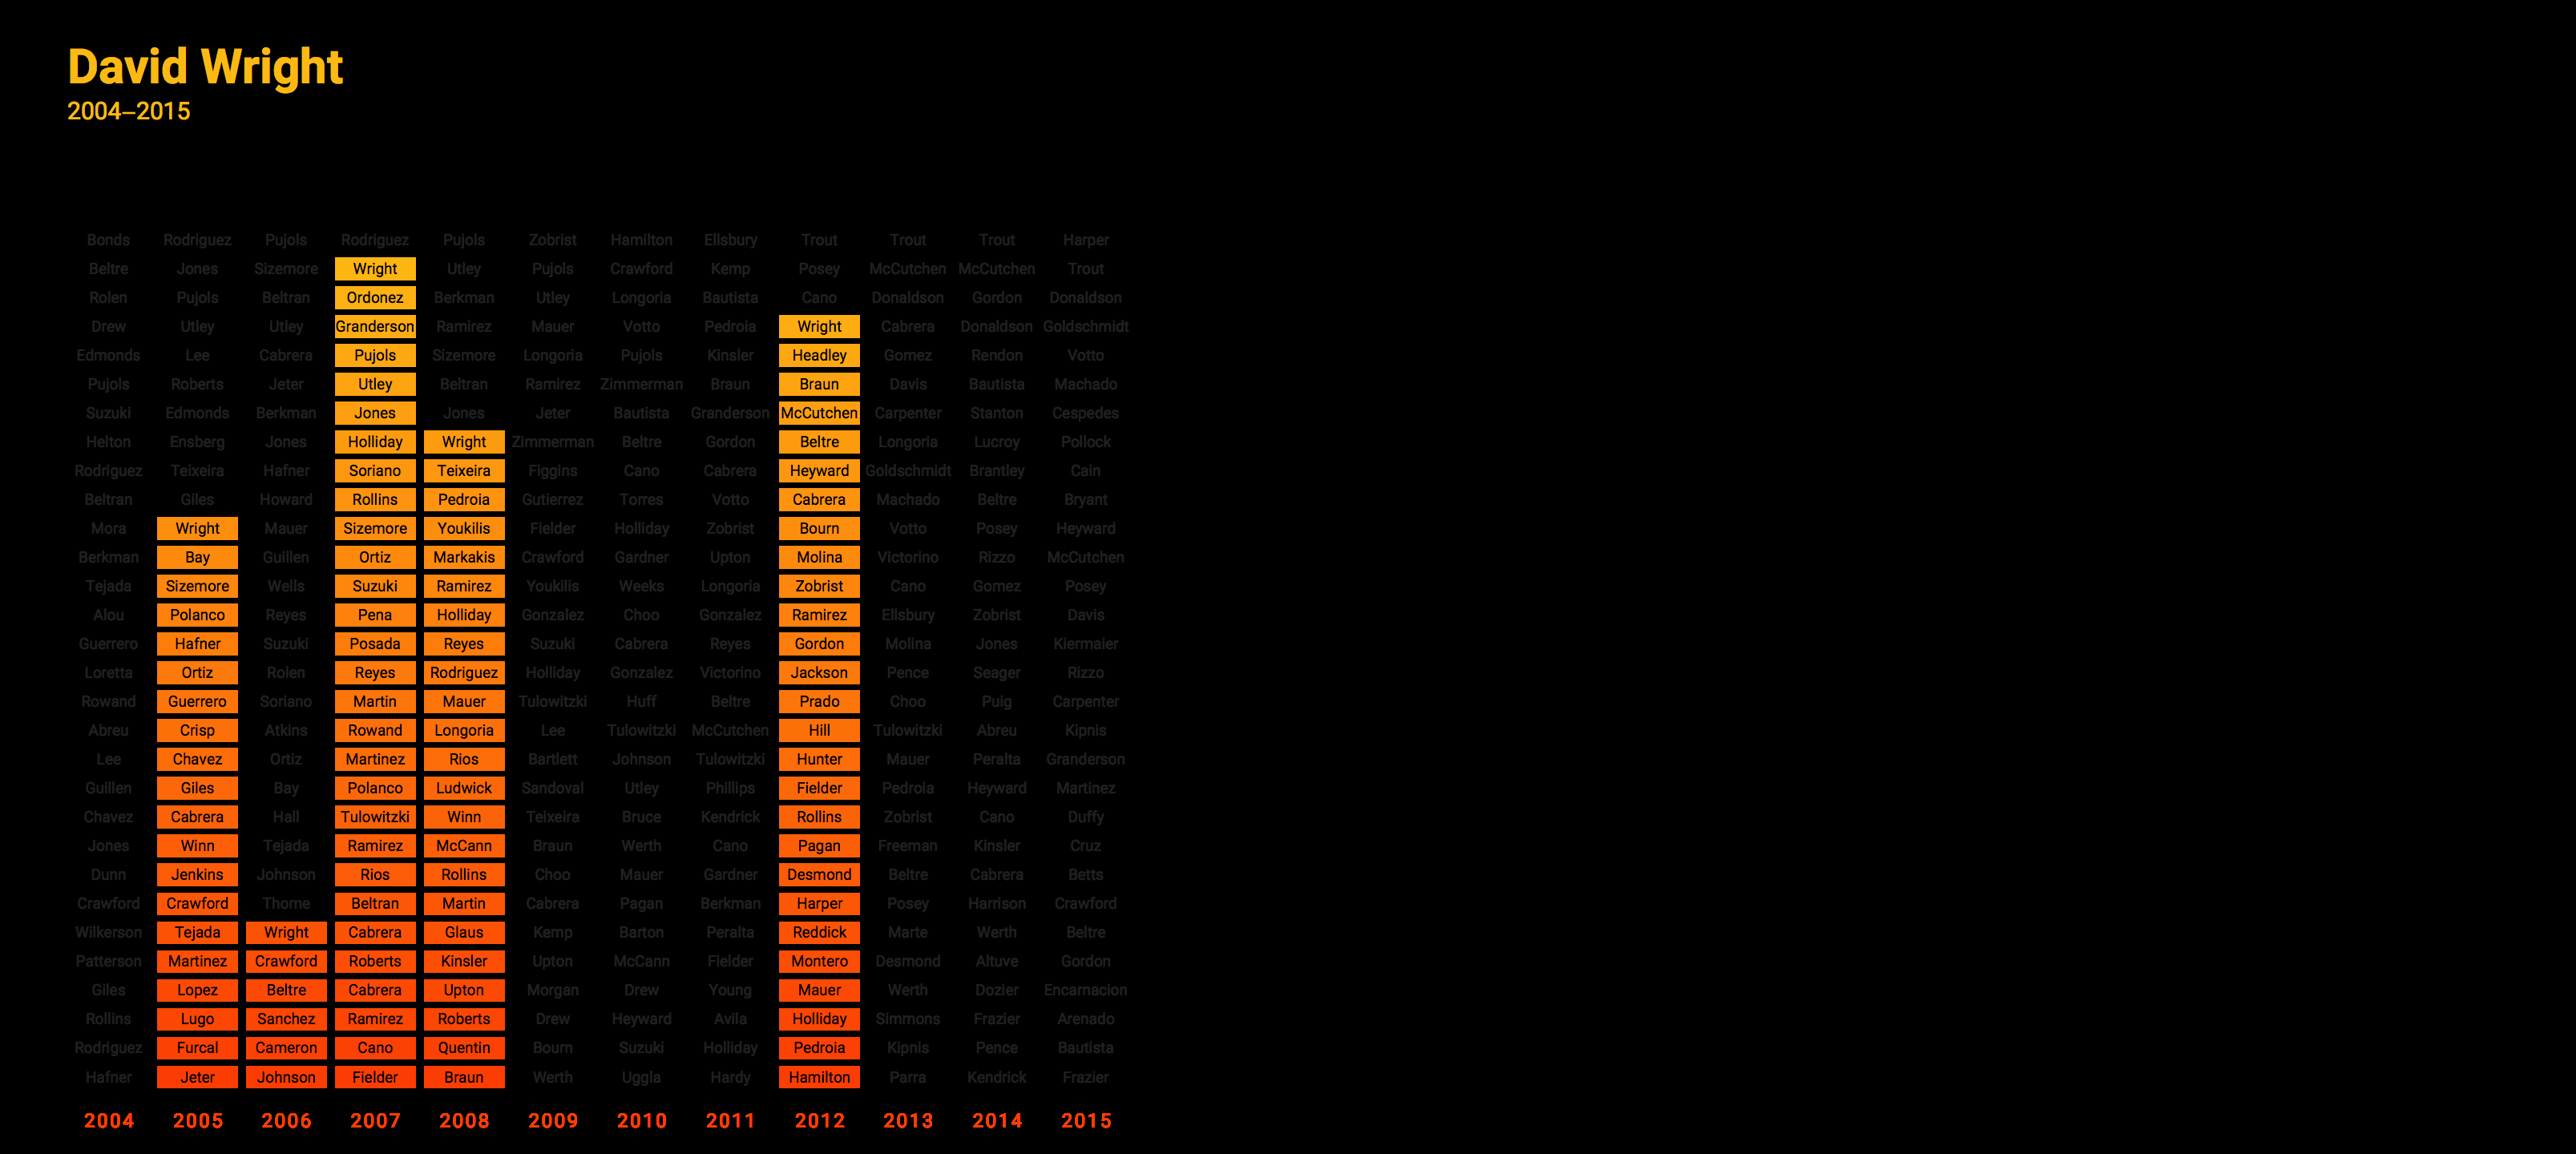 David Wright
2004–2015
Bonds Rodriguez Pujols Rodriguez Pujols Zobrist Hamilton Ellsbury Trout Trout Trout Harper
Beltre Jones Sizemore Wright Utley Pujols Crawford Kemp Posey McCutchen McCutchen Trout
Rolen Pujols Beltran Ordonez Berkman Utley Longoria Bautista Cano Donaldson Gordon Donaldson
Drew Utley Utley Granderson Ramirez Mauer Votto Pedroia Wright Cabrera Donaldson Goldschmidt
Edmonds Lee Cabrera Pujols Sizemore Longoria Pujols Kinsler Headley Gomez Rendon Votto
Pujols Roberts Jeter Utley Beltran Ramirez Zimmerman Braun Braun Davis Bautista Machado
Suzuki Edmonds Berkman Jones Jones Jeter Bautista Granderson McCutchen Carpenter Stanton Cespedes
Helton Ensberg Jones Holliday Wright Zimmerman Beltre Gordon Beltre Longoria Lucroy Pollock
Rodriguez Teixeira Hafner Soriano Teixeira Figgins Cano Cabrera Heyward Goldschmidt Brantley Cain
Beltran Giles Howard Rollins Pedroia Gutierrez Torres Votto Cabrera Machado Beltre Bryant
Mora Wright Mauer Sizemore Youkilis Fielder Holliday Zobrist Bourn Votto Posey Heyward
Berkman Bay Guillen Ortiz Markakis Crawford Gardner Upton Molina Victorino Rizzo McCutchen
Tejada Sizemore Wells Suzuki Ramirez Youkilis Weeks Longoria Zobrist Cano Gomez Posey
Alou Polanco Reyes Pena Holliday Gonzalez Choo Gonzalez Ramirez Ellsbury Zobrist Davis
Guerrero Hafner Suzuki Posada Reyes Suzuki Cabrera Reyes Gordon Molina Jones Kiermaier
Loretta Ortiz Rolen Reyes Rodriguez Holliday Gonzalez Victorino Jackson Pence Seager Rizzo
Rowand Guerrero Soriano Martin Mauer Tulowitzki Huff Beltre Prado Choo Puig Carpenter
Abreu Crisp Atkins Rowand Longoria Lee Tulowitzki McCutchen Hill Tulowitzki Abreu Kipnis
Lee Chavez Ortiz Martinez Rios Bartlett Johnson Tulowitzki Hunter Mauer Peralta Granderson
Guillen Giles Bay Polanco Ludwick Sandoval Utley Phillips Fielder Pedroia Heyward Martinez
Chavez Cabrera Hall Tulowitzki Winn Teixeira Bruce Kendrick Rollins Zobrist Cano Duffy
Jones Winn Tejada Ramirez McCann Braun Werth Cano Pagan Freeman Kinsler Cruz
Dunn Jenkins Johnson Rios Rollins Choo Mauer Gardner Desmond Beltre Cabrera Betts
Crawford Crawford Thome Beltran Martin Cabrera Pagan Berkman Harper Posey Harrison Crawford
Wilkerson Tejada Wright Cabrera Glaus Kemp Barton Peralta Reddick Marte Werth Beltre
Patterson Martinez Crawford Roberts Kinsler Upton McCann Fielder Montero Desmond Altuve Gordon
Giles Lopez Beltre Cabrera Upton Morgan Drew Young Mauer Werth Dozier Encarnacion
Rollins Lugo Sanchez Ramirez Roberts Drew Heyward Avila Holliday Simmons Frazier Arenado
Rodriguez Furcal Cameron Cano Quentin Bourn Suzuki Holliday Pedroia Kipnis Pence Bautista
Hafner Jeter Johnson Fielder Braun Werth Uggla Hardy Hamilton Parra Kendrick Frazier
2004 2005 2006 2007 2008 2009 2010 2011 2012 2013 2014 2015